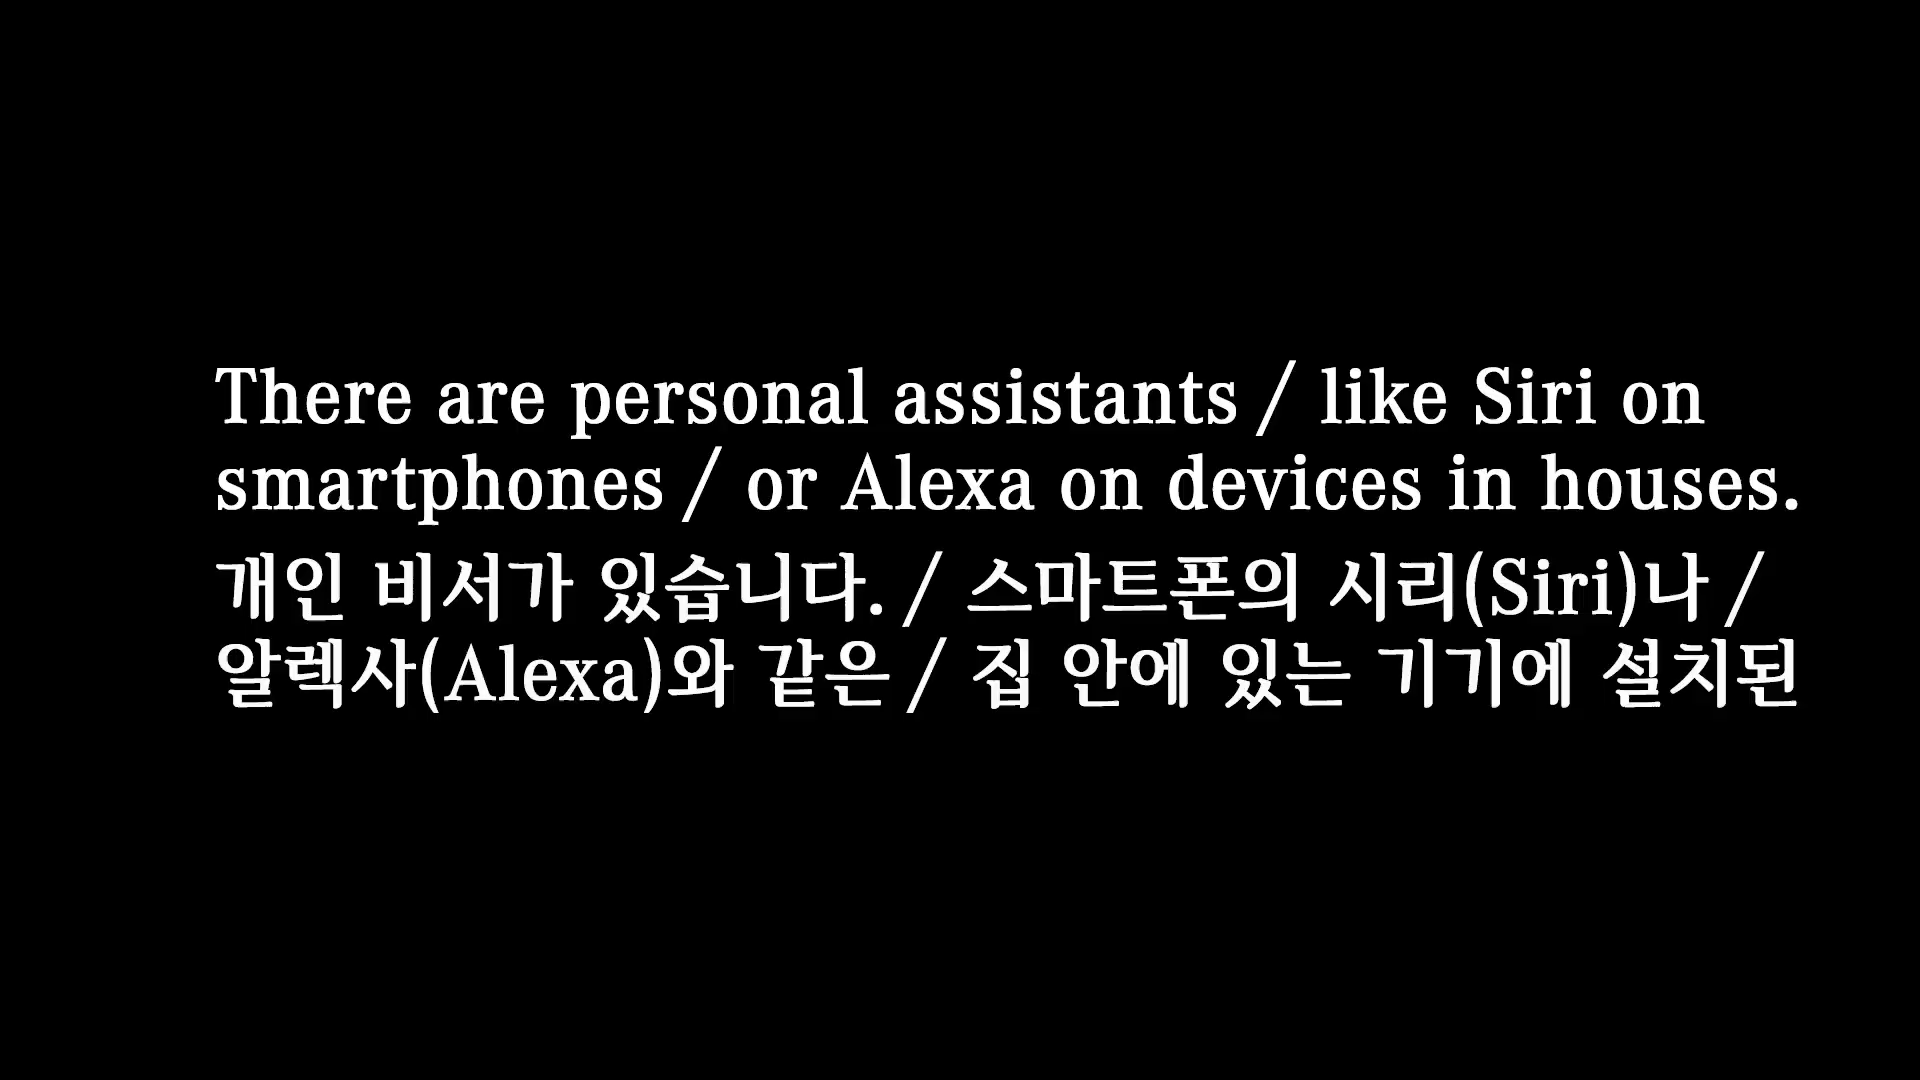 There are personal assistants / like Siri on
smartphones / or Alexa on devices in houses.
개인 비서가 있습니다. / 스마트폰의 시리(Siri)나 /
알렉사(Alexa)와 같은 / 집 안에 있는 기기에 설치된